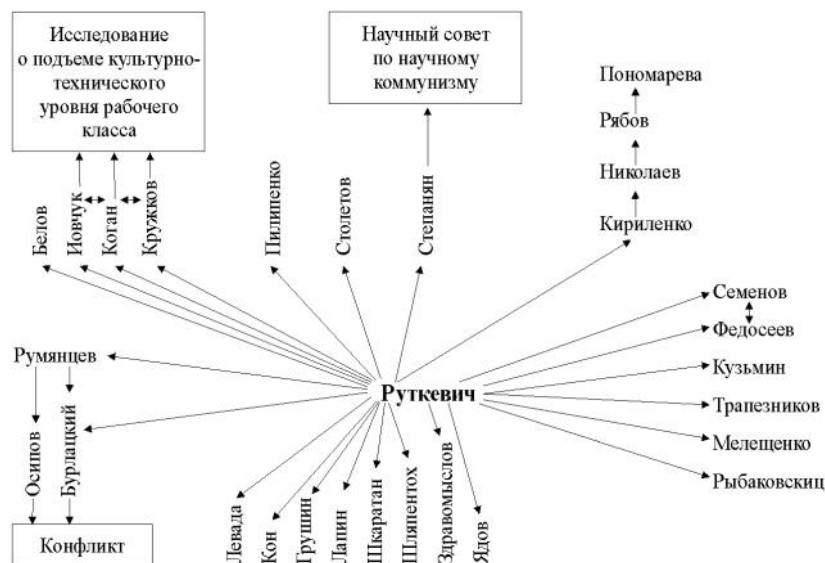 Исследование
о подъеме культурно-
технического
уровня рабочего
класса
Научный совет
по научному
коммунизму
Пономарева
Рябов
Николаев
Кириленко
Белов
Иовчук
Коган
Кружков
Пилипенко
Столетов
Степанян
Семенов
Федосеев
Кузьмин
Трапезников
Мелещенко
Рыбаковскиц
Румянцев
Руткевич
Осипов
Бурлацкий
Конфликт
Левада
Кон
Грушин
Лапин
Шкаратан
Шляпентох
Здравомыслов
Ядов